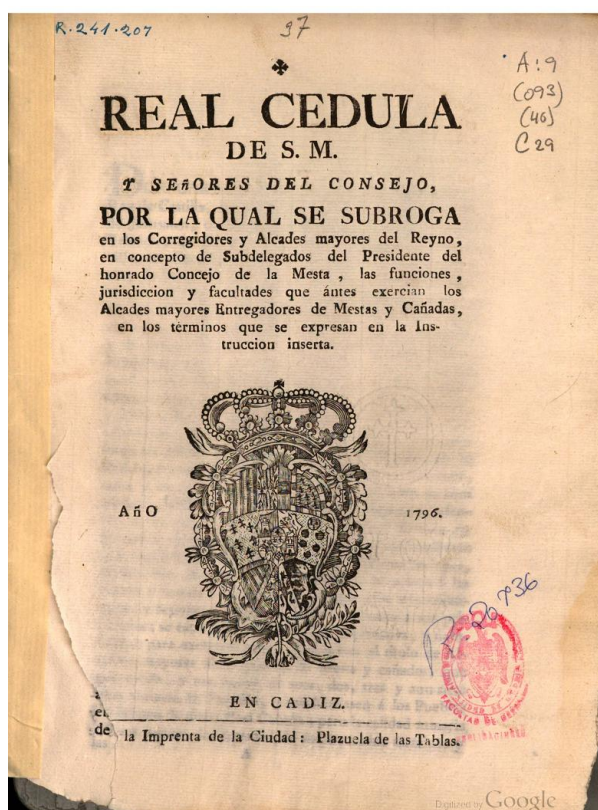 R.241.207
37
A:9
(093)
(46)
C29
REAL CEDULA
DE S. M.
Y SEñORES DEL CONSEJO,
POR LA QUAL SE SUBROGA
en los Corregidores y Alcades mayores del Reyno,
en concepto de Subdelegados del Presidente del
honrado Concejo de la Mesta, las funciones,
jurisdiccion y facultades que ántes exercian los
Alcades mayores Entregadores de Mestas y Cañadas,
en los términos que se expresan en la Ins-
truccion inserta.
AñO 1796.
R 26736
EN CADIZ.
de la Imprenta de la Ciudad: Plazuela de las Tablas.
Digitized by Google